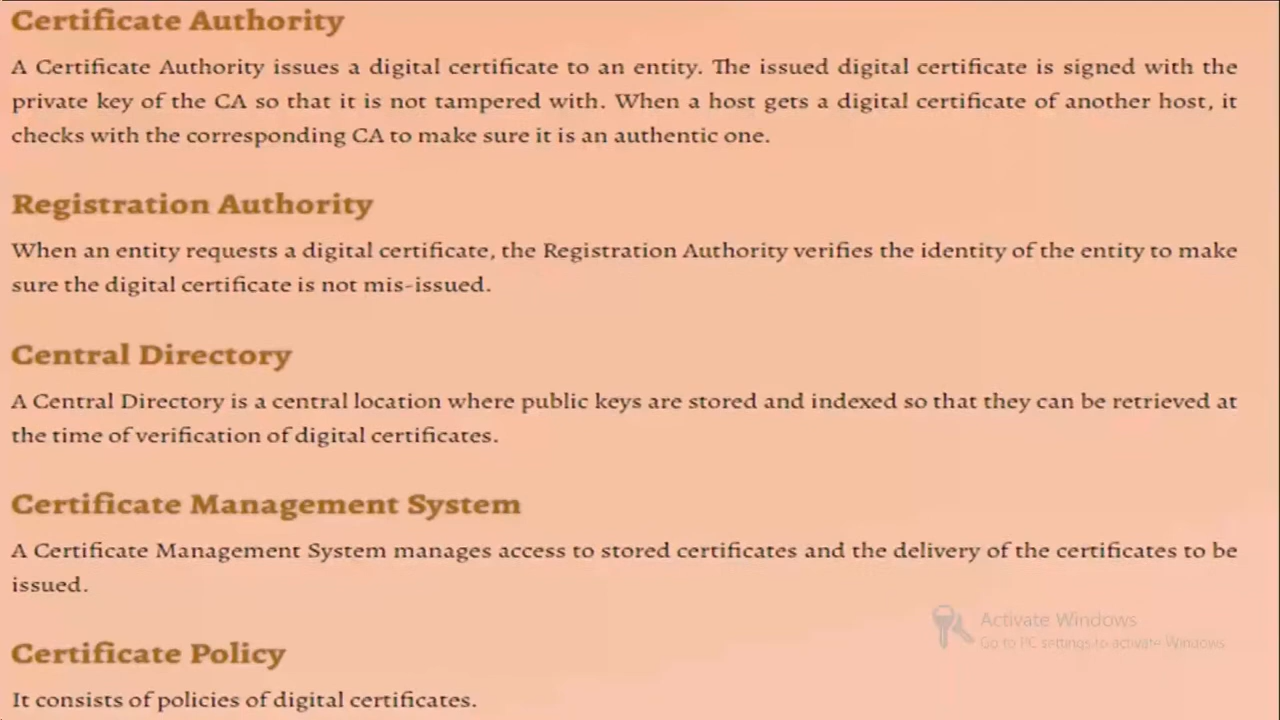 Certificate Authority
A Certificate Authority issues a digital certificate to an entity. The issued digital certificate is signed with the
private key of the CA so that it is not tampered with. When a host gets a digital certificate of another host, it
checks with the corresponding CA to make sure it is an authentic one.
Registration Authority
When an entity requests a digital certificate, the Registration Authority verifies the identity of the entity to make
sure the digital certificate is not mis-issued.
Central Directory
A Central Directory is a central location where public keys are stored and indexed so that they can be retrieved at
the time of verification of digital certificates.
Certificate Management System
A Certificate Management System manages access to stored certificates and the delivery of the certificates to be
issued.
Activate Windows
Go to PC settings to activate Windows.
Certificate Policy
It consists of policies of digital certificates.